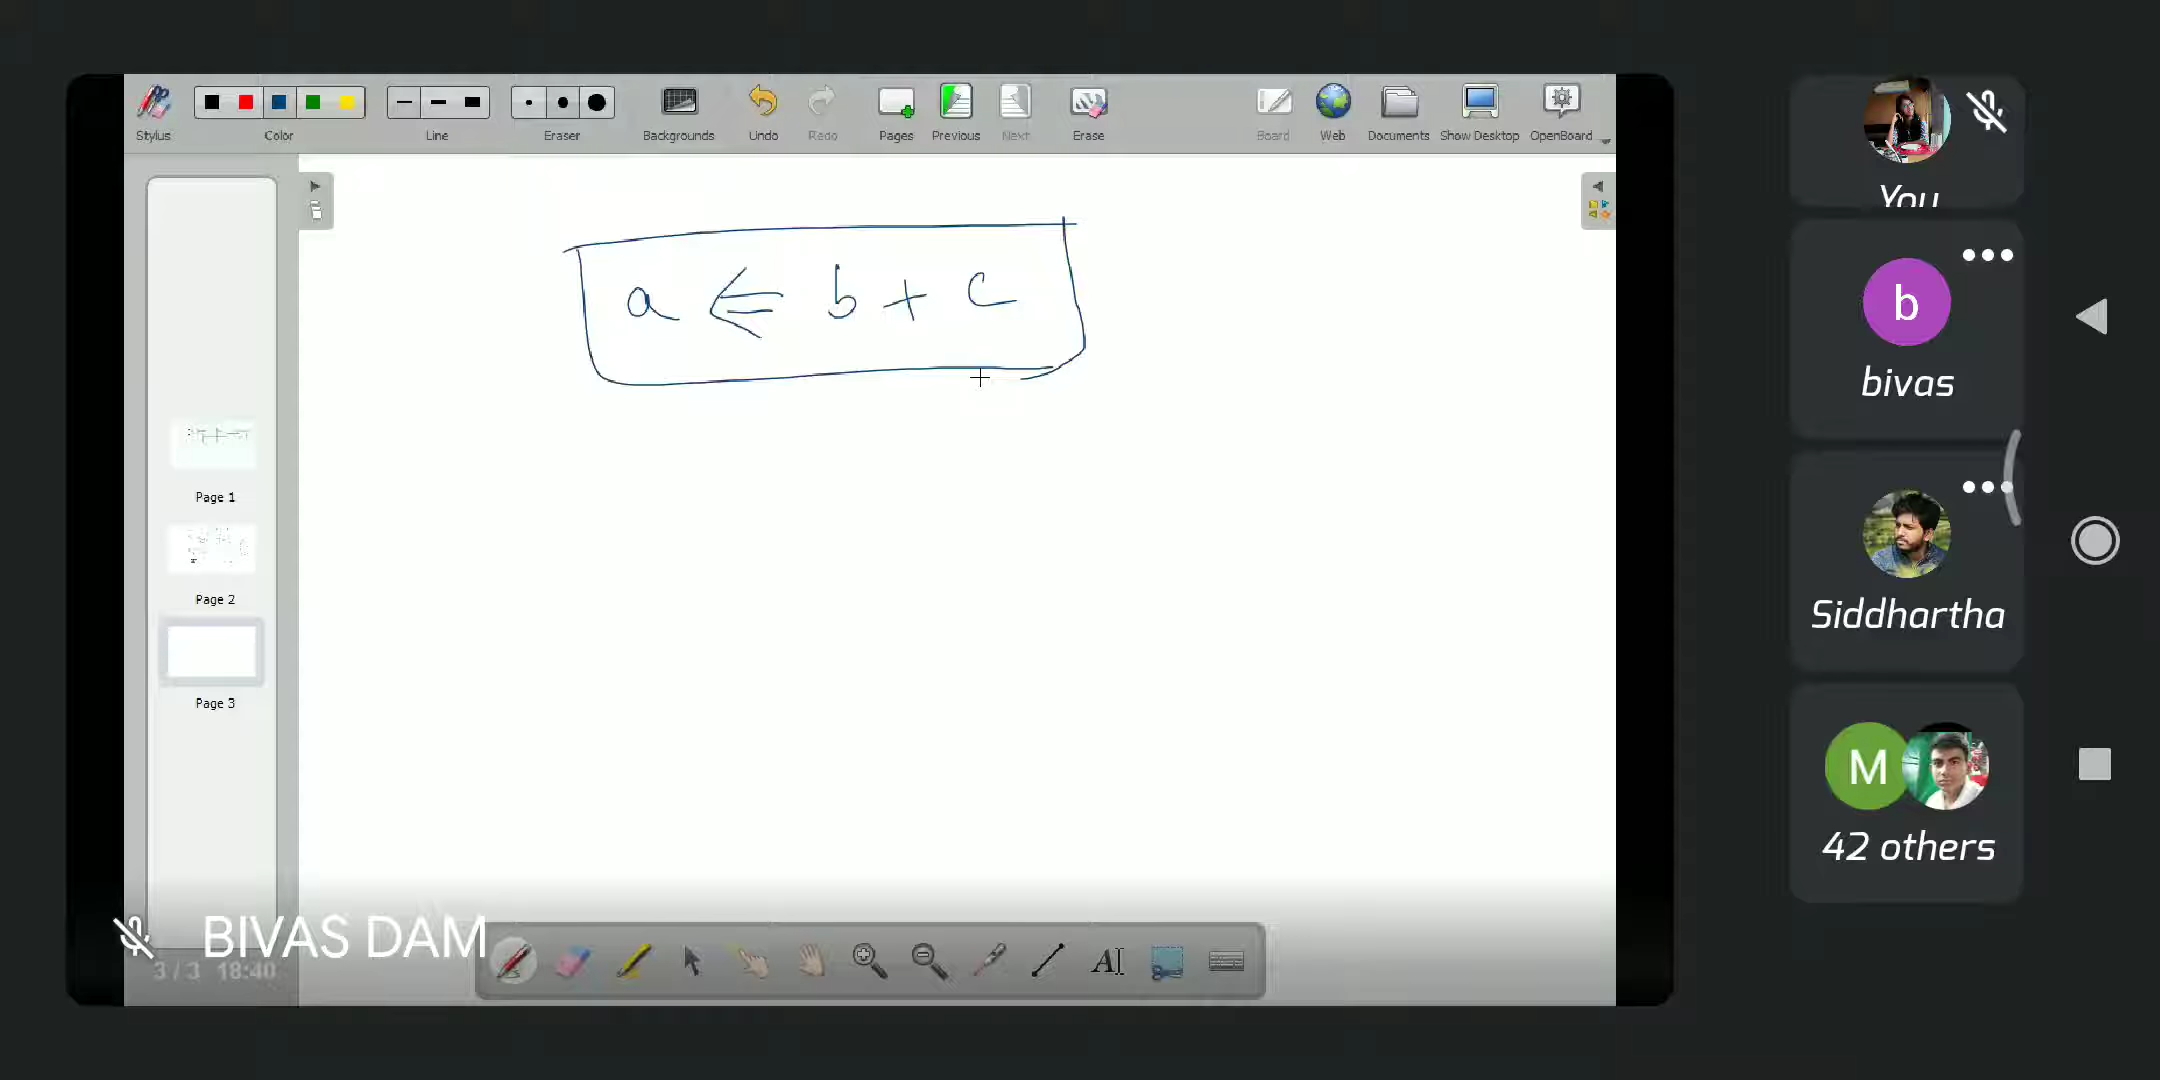 Stylus
Color
Line
Eraser
Backgrounds
Undo
Redo
Pages
Previous
Next
Erase
Board
Web
Documents
Show Desktop
OpenBoard
a ⇐ b + c
Page 1
Page 2
Page 3
BIVAS DAM
3 / 3 18:40
AI
You
b
bivas
Siddhartha
M
42 others